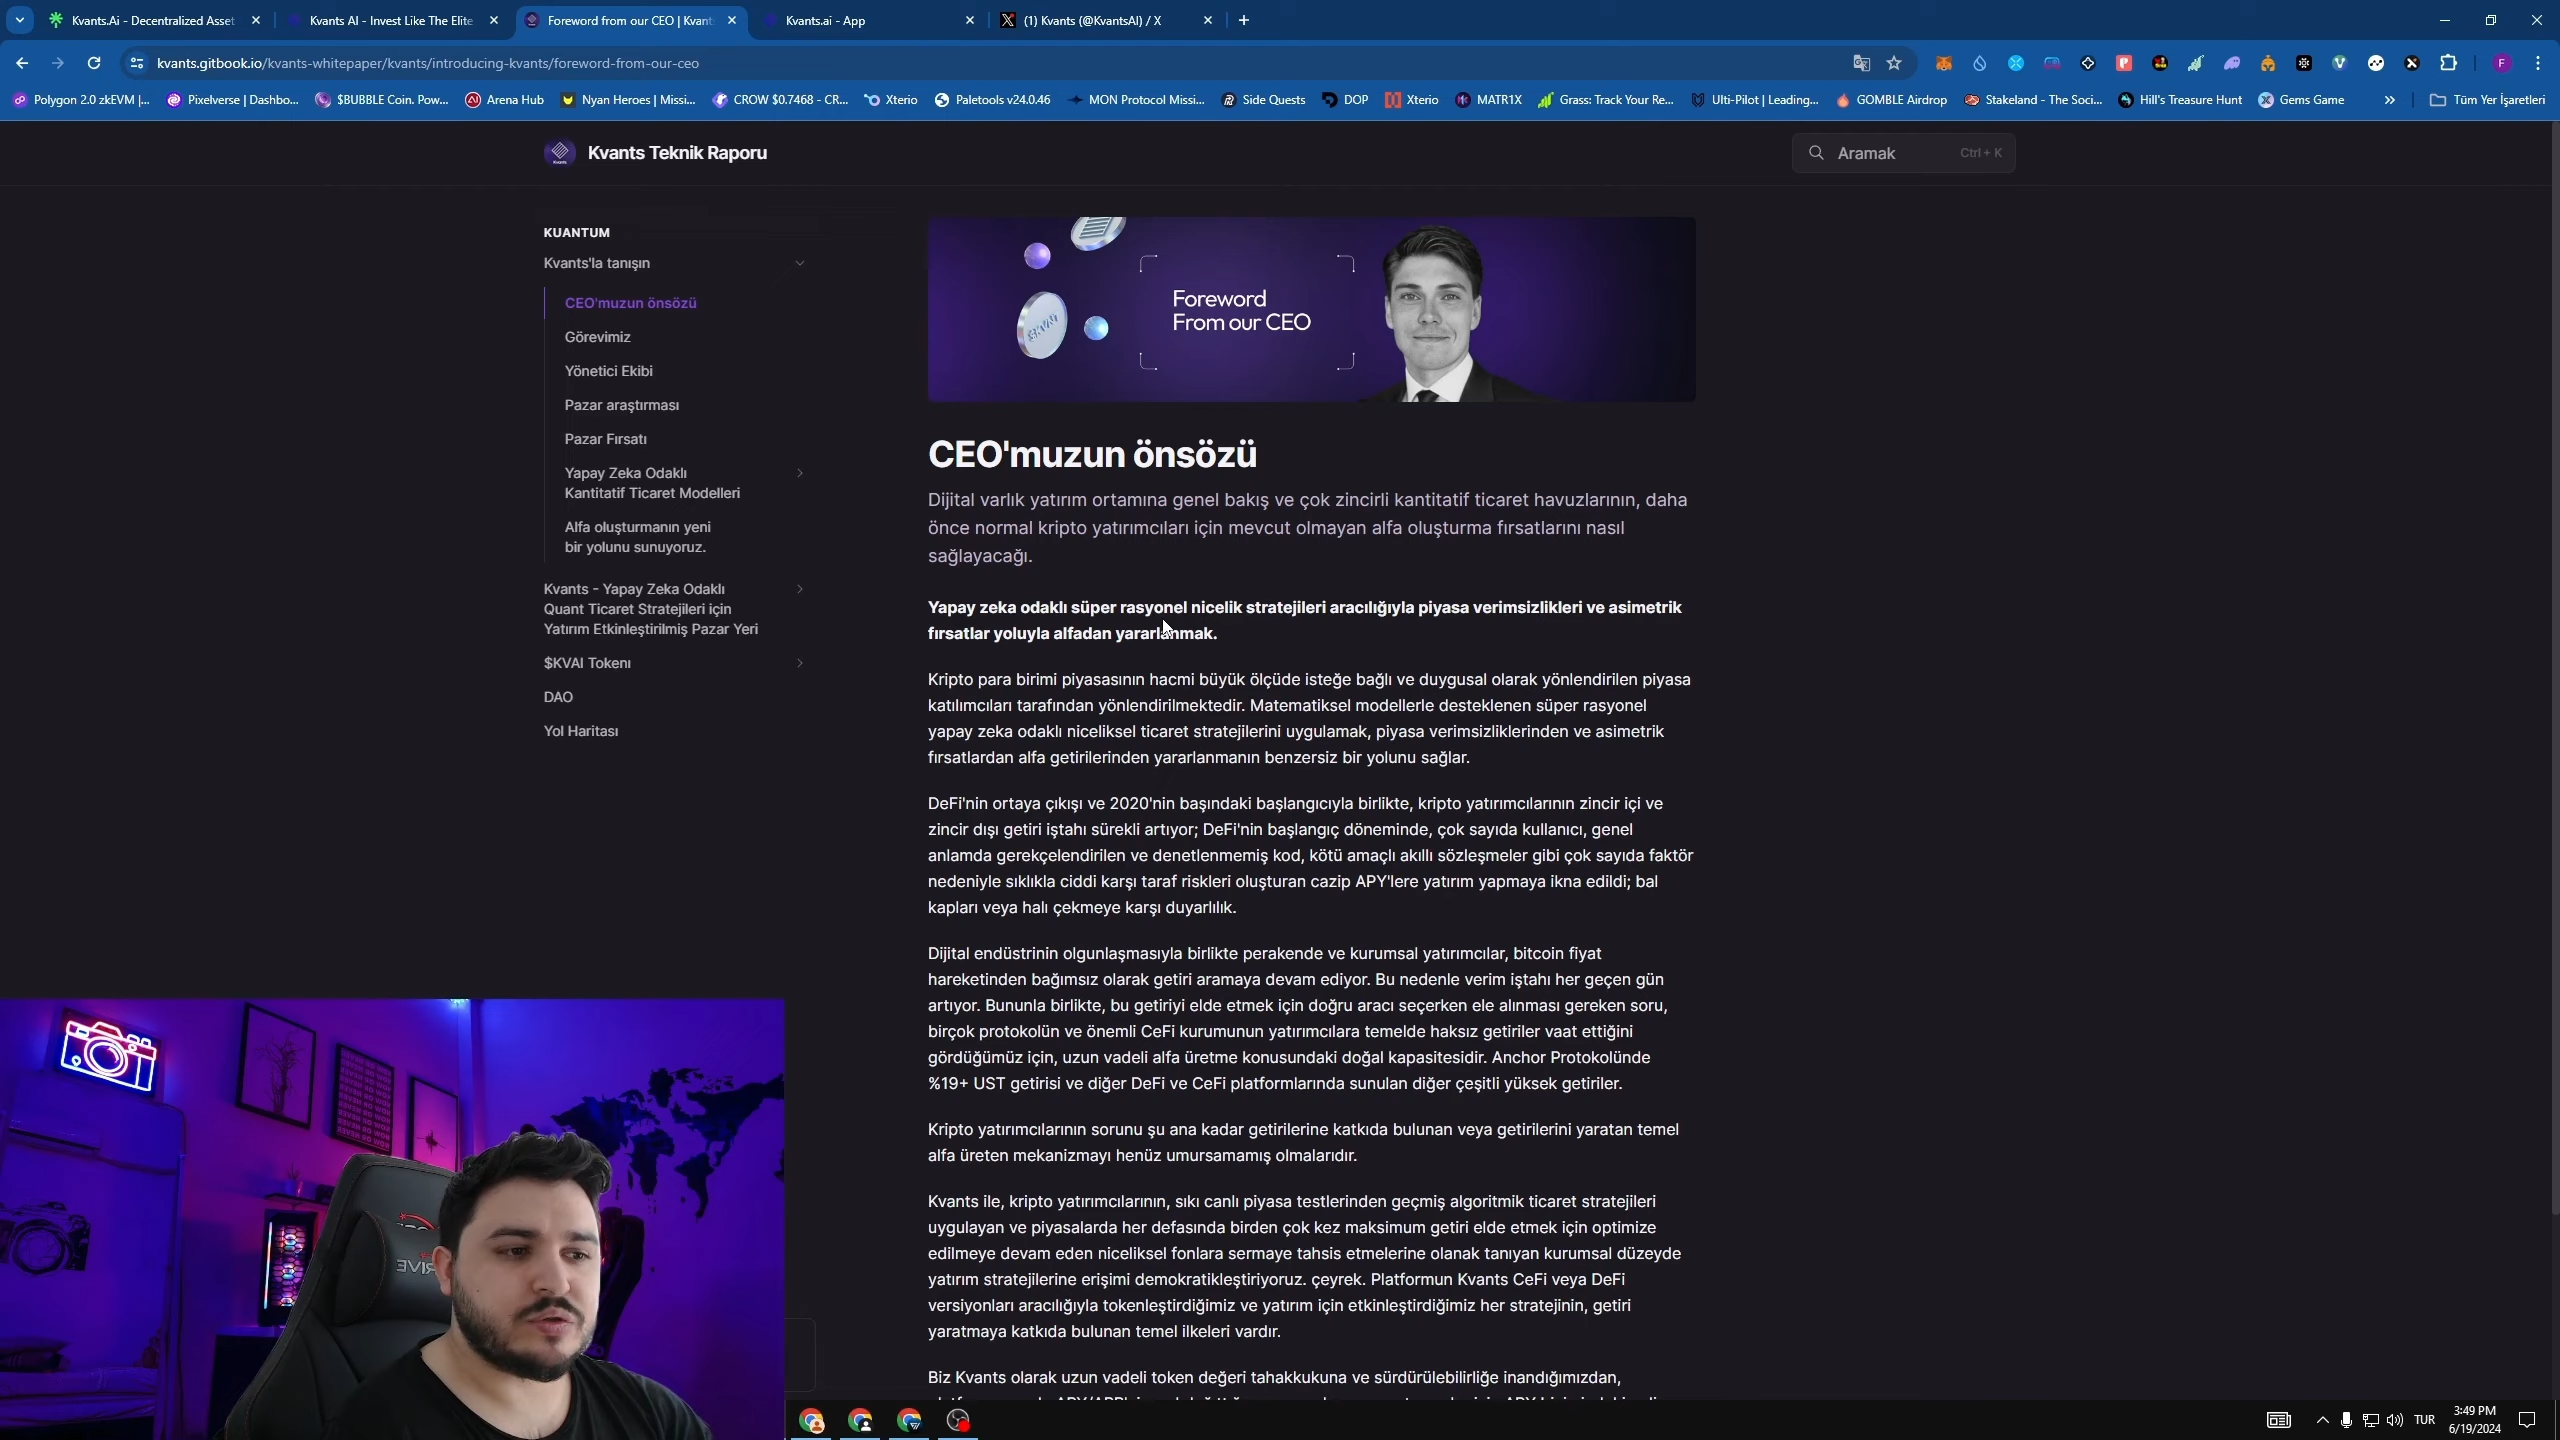 Kvants.Ai - Decentralized Asset
Kvants AI - Invest Like The Elite
Foreword from our CEO | Kvant
Kvants.ai - App
(1) Kvants (@KvantsAI) / X
kvants.gitbook.io/kvants-whitepaper/kvants/introducing-kvants/foreword-from-our-ceo
Polygon 2.0 zkEVM |...
Pixelverse | Dashbo...
$BUBBLE Coin. Pow...
Arena Hub
Nyan Heroes | Missi...
CROW $0.7468 - CR...
Xterio
Paletools v24.0.46
MON Protocol Missi...
Side Quests
DOP
Xterio
MATR1X
Grass: Track Your Re...
Ulti-Pilot | Leading...
GOMBLE Airdrop
Stakeland - The Soci...
Hill's Treasure Hunt
Gems Game
Tüm Yer İşaretleri
Kvants Teknik Raporu
Aramak
Ctrl + K
KUANTUM
Kvants'la tanışın
CEO'muzun önsözü
Görevimiz
Yönetici Ekibi
Pazar araştırması
Pazar Fırsatı
Yapay Zeka Odaklı
Kantitatif Ticaret Modelleri
Alfa oluşturmanın yeni
bir yolunu sunuyoruz.
Kvants - Yapay Zeka Odaklı
Quant Ticaret Stratejileri için
Yatırım Etkinleştirilmiş Pazar Yeri
$KVAI Tokenı
DAO
Yol Haritası
$KVAI
Foreword
From our CEO
CEO'muzun önsözü
Dijital varlık yatırım ortamına genel bakış ve çok zincirli kantitatif ticaret havuzlarının, daha
önce normal kripto yatırımcıları için mevcut olmayan alfa oluşturma fırsatlarını nasıl
sağlayacağı.
Yapay zeka odaklı süper rasyonel nicelik stratejileri aracılığıyla piyasa verimsizlikleri ve asimetrik
fırsatlar yoluyla alfadan yararlanmak.
Kripto para birimi piyasasının hacmi büyük ölçüde isteğe bağlı ve duygusal olarak yönlendirilen piyasa
katılımcıları tarafından yönlendirilmektedir. Matematiksel modellerle desteklenen süper rasyonel
yapay zeka odaklı niceliksel ticaret stratejilerini uygulamak, piyasa verimsizliklerinden ve asimetrik
fırsatlardan alfa getirilerinden yararlanmanın benzersiz bir yolunu sağlar.
DeFi'nin ortaya çıkışı ve 2020'nin başındaki başlangıcıyla birlikte, kripto yatırımcılarının zincir içi ve
zincir dışı getiri iştahı sürekli artıyor; DeFi'nin başlangıç döneminde, çok sayıda kullanıcı, genel
anlamda gerekçelendirilen ve denetlenmemiş kod, kötü amaçlı akıllı sözleşmeler gibi çok sayıda faktör
nedeniyle sıklıkla ciddi karşı taraf riskleri oluşturan cazip APY'lere yatırım yapmaya ikna edildi; bal
kapları veya halı çekmeye karşı duyarlılık.
Dijital endüstrinin olgunlaşmasıyla birlikte perakende ve kurumsal yatırımcılar, bitcoin fiyat
hareketinden bağımsız olarak getiri aramaya devam ediyor. Bu nedenle verim iştahı her geçen gün
artıyor. Bununla birlikte, bu getiriyi elde etmek için doğru aracı seçerken ele alınması gereken soru,
birçok protokolün ve önemli CeFi kurumunun yatırımcılara temelde haksız getiriler vaat ettiğini
gördüğümüz için, uzun vadeli alfa üretme konusundaki doğal kapasitesidir. Anchor Protokolünde
%19+ UST getirisi ve diğer DeFi ve CeFi platformlarında sunulan diğer çeşitli yüksek getiriler.
Kripto yatırımcılarının sorunu şu ana kadar getirilerine katkıda bulunan veya getirilerini yaratan temel
alfa üreten mekanizmayı henüz umursamamış olmalarıdır.
Kvants ile, kripto yatırımcılarının, sıkı canlı piyasa testlerinden geçmiş algoritmik ticaret stratejileri
uygulayan ve piyasalarda her defasında birden çok kez maksimum getiri elde etmek için optimize
edilmeye devam eden niceliksel fonlara sermaye tahsis etmelerine olanak tanıyan kurumsal düzeyde
yatırım stratejilerine erişimi demokratikleştiriyoruz. çeyrek. Platformun Kvants CeFi veya DeFi
versiyonları aracılığıyla tokenleştirdiğimiz ve yatırım için etkinleştirdiğimiz her stratejinin, getiri
yaratmaya katkıda bulunan temel ilkeleri vardır.
Biz Kvants olarak uzun vadeli token değeri tahakkukuna ve sürdürülebilirliğe inandığımızdan,
TUR
3:49 PM
6/19/2024